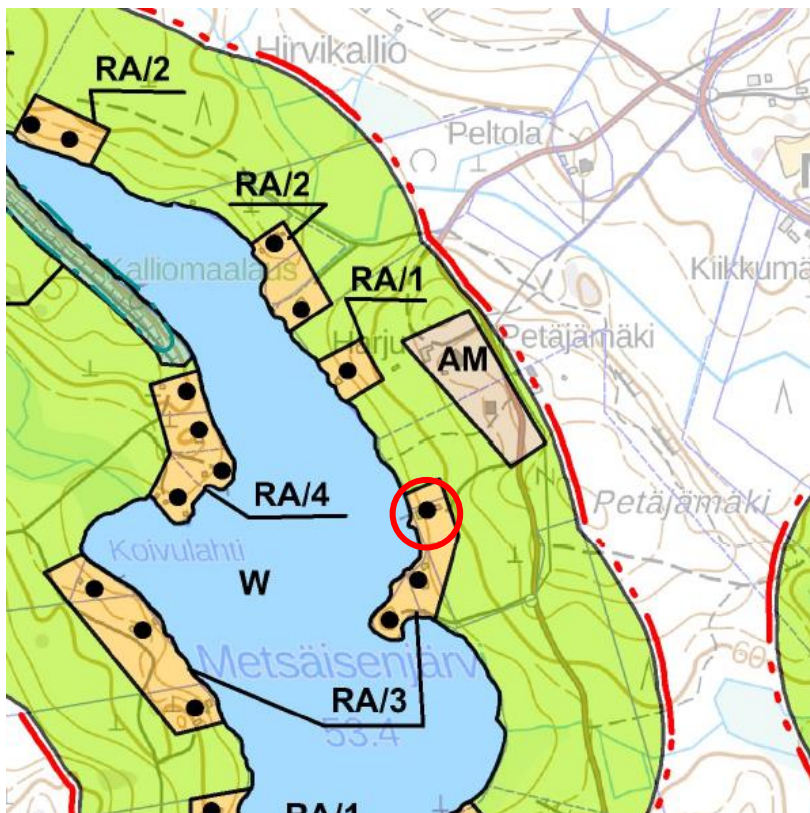 Hirvikallio
RA/2
Peltola
RA/2
Kalliomaalaus
RA/1
Kiikkumä
Harju
Petäjämäki
AM
RA/4
N
Petäjämäki
Koivulahti
W
Metsäisenjärvi
60
RA/3
53.4
RA/1